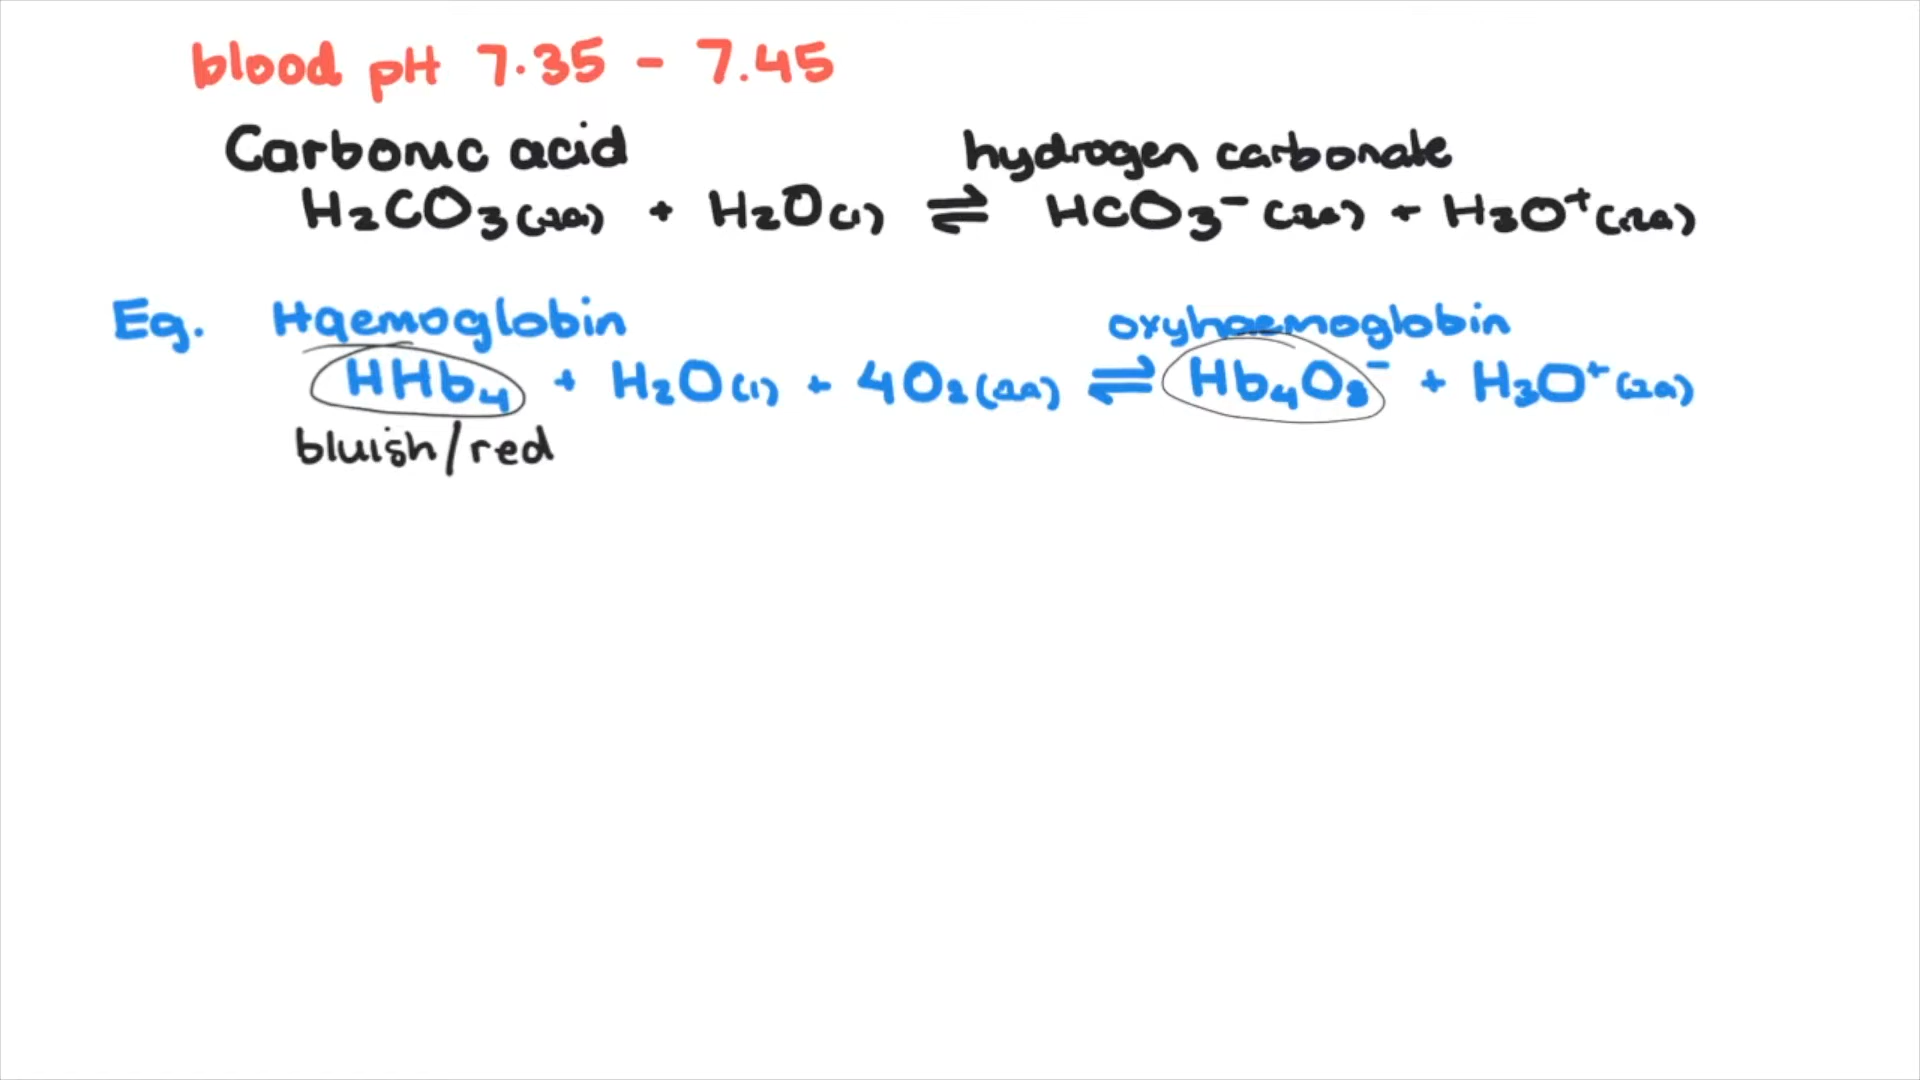 blood pH 7.35 - 7.45
Carbonic acid hydrogen carbonate
H₂CO₃(aq) + H₂O(l) ⇌ HCO₃⁻(aq) + H₃O⁺(aq)
Eg. Haemoglobin oxyhaemoglobin
HHb₄ + H₂O(l) + 4O₂(aq) ⇌ Hb₄O₈⁻ + H₃O⁺(aq)
bluish/red